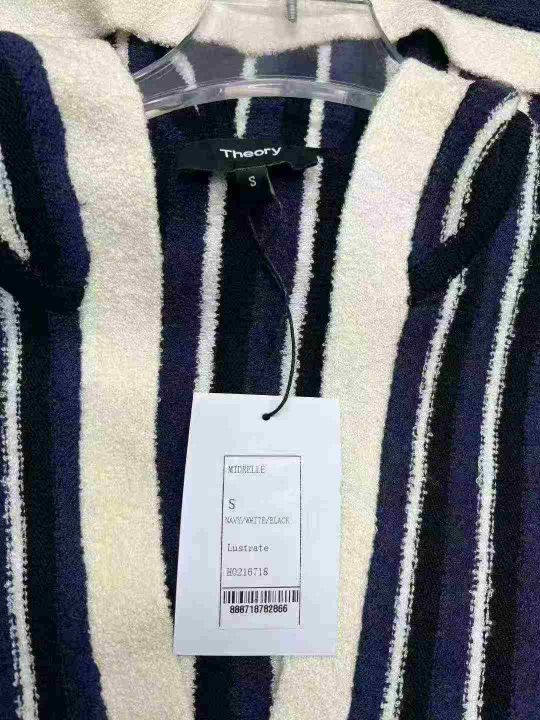 Theory
S
MIDRELLE
S
NAVY/WHITE/BLACK
Lustrate
H0216718
888718782866